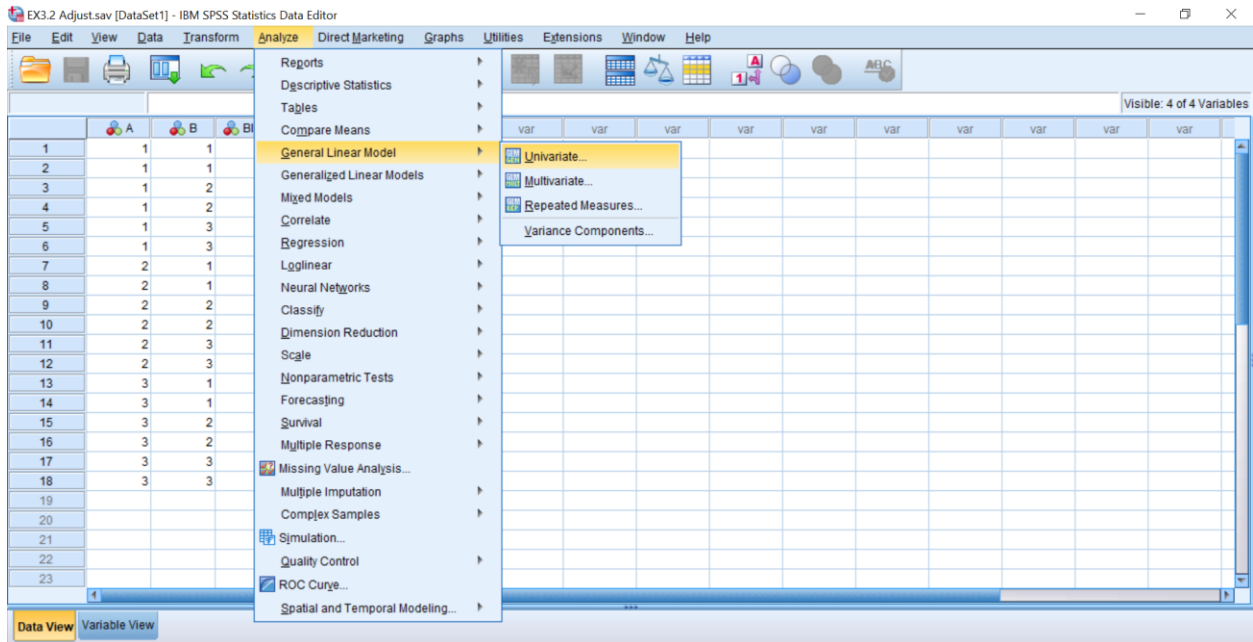 EX3.2 Adjust.sav [DataSet1] - IBM SPSS Statistics Data Editor
File Edit View Data Transform Analyze Direct Marketing Graphs Utilities Extensions Window Help
Visible: 4 of 4 Variables
A B Bl var var var var var var var var var var
Reports
Descriptive Statistics
Tables
Compare Means
General Linear Model
Generalized Linear Models
Mixed Models
Correlate
Regression
Loglinear
Neural Networks
Classify
Dimension Reduction
Scale
Nonparametric Tests
Forecasting
Survival
Multiple Response
Missing Value Analysis...
Multiple Imputation
Complex Samples
Simulation...
Quality Control
ROC Curve...
Spatial and Temporal Modeling...
Univariate...
Multivariate...
Repeated Measures...
Variance Components...
1 1 1
2 1 1
3 1 2
4 1 2
5 1 3
6 1 3
7 2 1
8 2 1
9 2 2
10 2 2
11 2 3
12 2 3
13 3 1
14 3 1
15 3 2
16 3 2
17 3 3
18 3 3
19
20
21
22
23
Data View Variable View